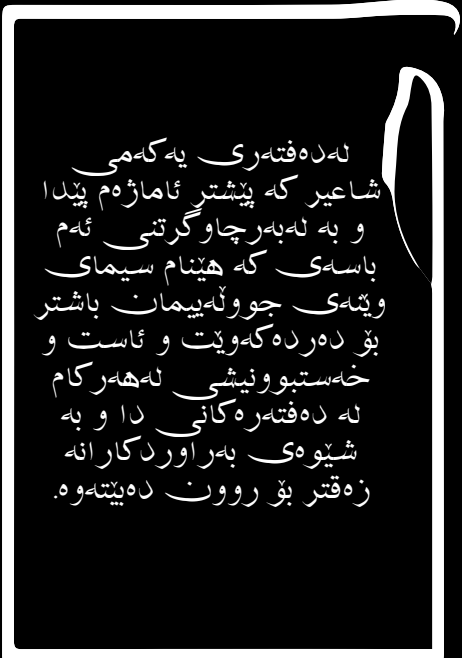 لەدەفتەری یەکەمی
شاعیر کە پێشتر ئاماژەم پێدا
و بە لەبەرچاوگرتنی ئەم
باسەی کە هێنام سیمای
وێنەی جووڵەییمان باشتر
بۆ دەردەکەوێت و ئاست و
خەستبوونیشی لەهەرکام
لە دەفتەرەکانی دا و بە
شێوەی بەراوردکارانە
زەقتر بۆ روون دەبێتەوە.